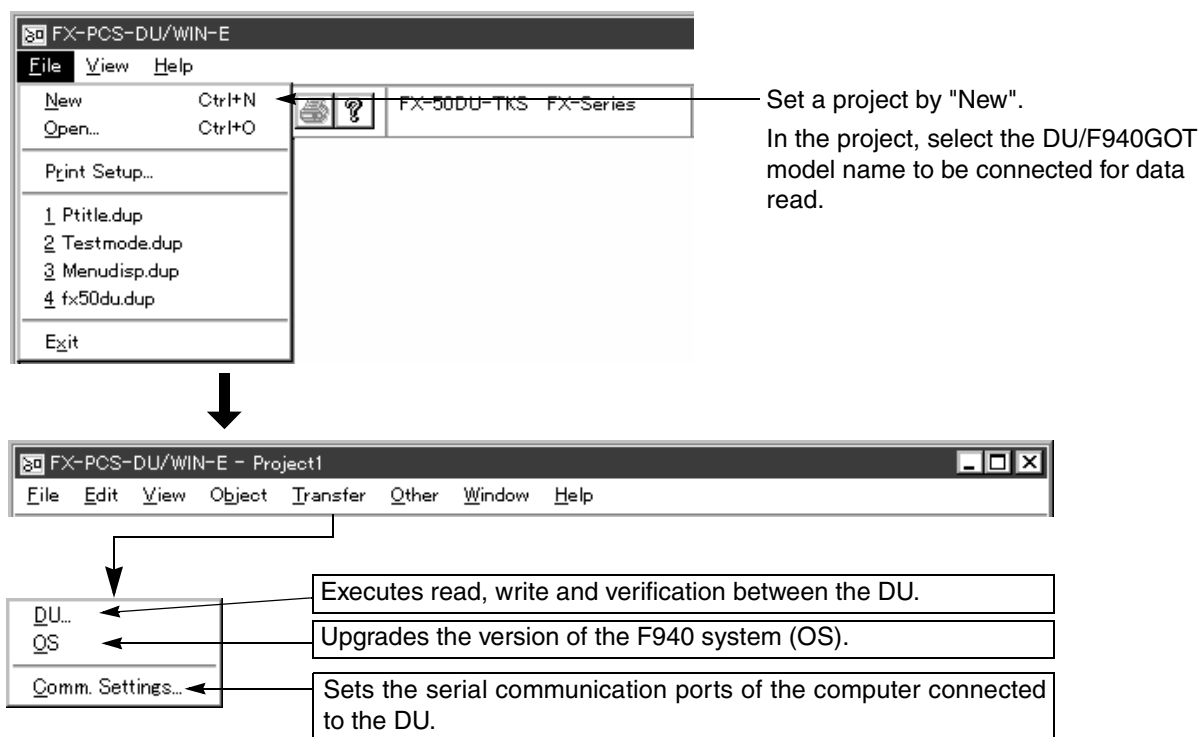 FX-PCS-DU/WIN-E
File View Help
New Ctrl+N
Open... Ctrl+O
Print Setup...
1 Ptitle.dup
2 Testmode.dup
3 Menudisp.dup
4 fx50du.dup
Exit
FX-50DU-TKS FX-Series
Set a project by "New".
In the project, select the DU/F940GOT
model name to be connected for data
read.
FX-PCS-DU/WIN-E - Project1
File Edit View Object Transfer Other Window Help
DU...
OS
Comm. Settings...
Executes read, write and verification between the DU.
Upgrades the version of the F940 system (OS).
Sets the serial communication ports of the computer connected
to the DU.